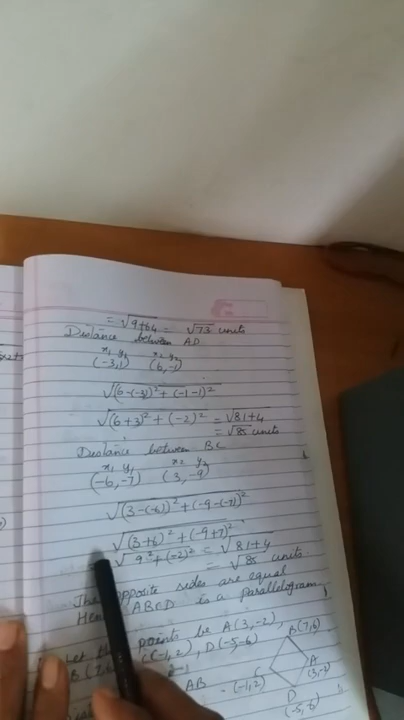 = √9+64 = √73 units
Distance between AD
x₁ y₁ x₂ y₂
(-3,1) (6,-1)
√(6-(-3))² + (-1-1)²
√(6+3)² + (-2)² = √81+4
= √85 units
Distance between BC
x₁ y₁ x₂ y₂
(-6,-7) (3,-9)
√(3-(-6))² + (-9-(-7))²
√(3+6)² + (-9+7)²
√9² + (-2)² = √81+4
= √85 units.
The opposite sides are equal
Hence ABCD is a parallelogram.
Let the points be A(3,-2),
B(7,6) C(-1,2), D(-5,-6)
B(7,6)
AB
C
(-1,2)
A
(3,-2)
D
(-5,-6)